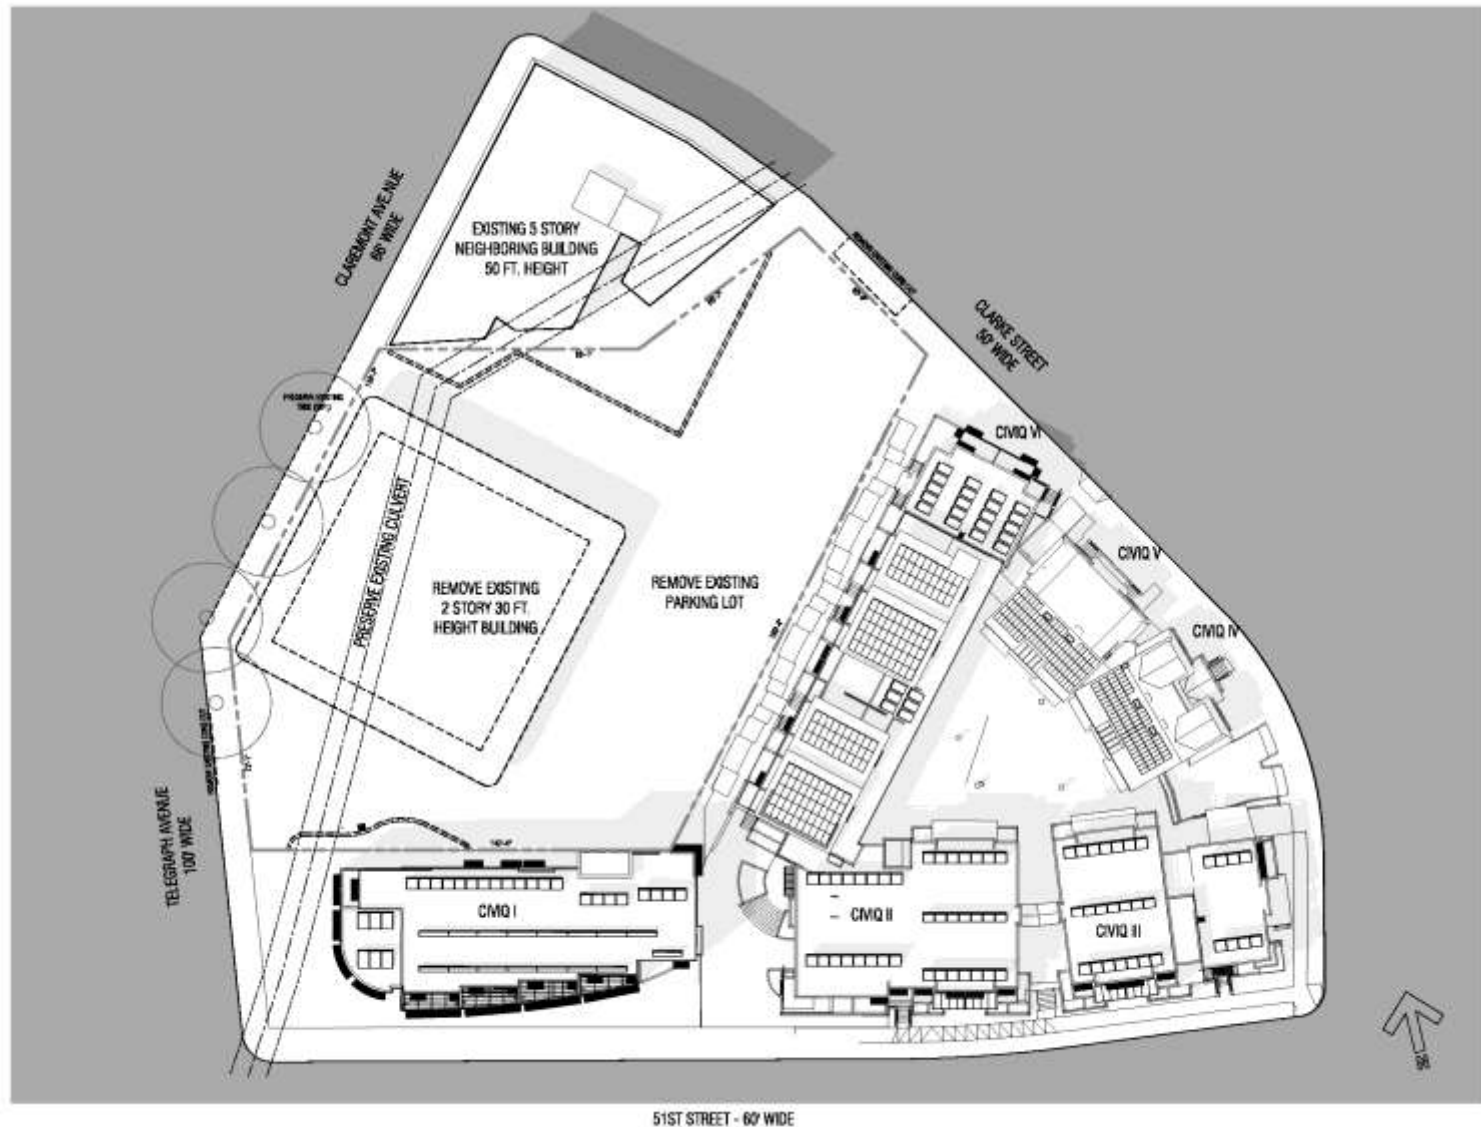 CLAREMONT AVENUE
66' WIDE
EXISTING 5 STORY
NEIGHBORING BUILDING
50 FT. HEIGHT
CLARKE STREET
50' WIDE
PRESERVE EXISTING
CIVIQ VI
PRESERVE EXISTING CULVERT
CIVIQ V
REMOVE EXISTING
2 STORY 30 FT.
HEIGHT BUILDING
REMOVE EXISTING
PARKING LOT
CIVIQ IV
TELEGRAPH AVENUE
100' WIDE
CIVIQ I
CIVIQ II
CIVIQ III
51ST STREET - 60' WIDE